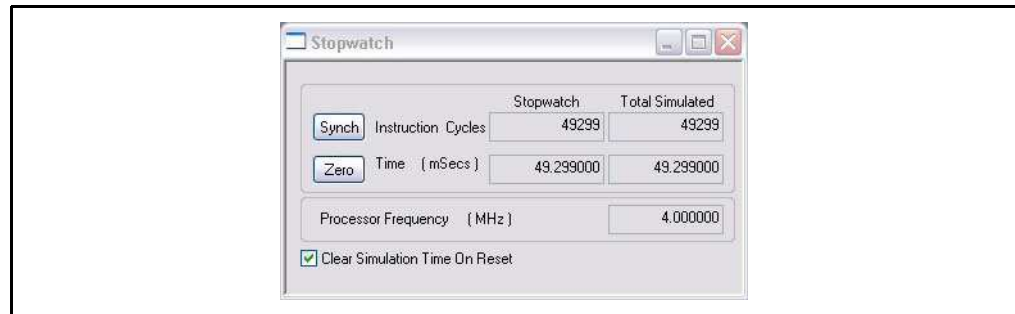 Stopwatch
Stopwatch Total Simulated
Synch Instruction Cycles 49299 49299
Zero Time (mSecs) 49.299000 49.299000
Processor Frequency (MHz) 4.000000
Clear Simulation Time On Reset